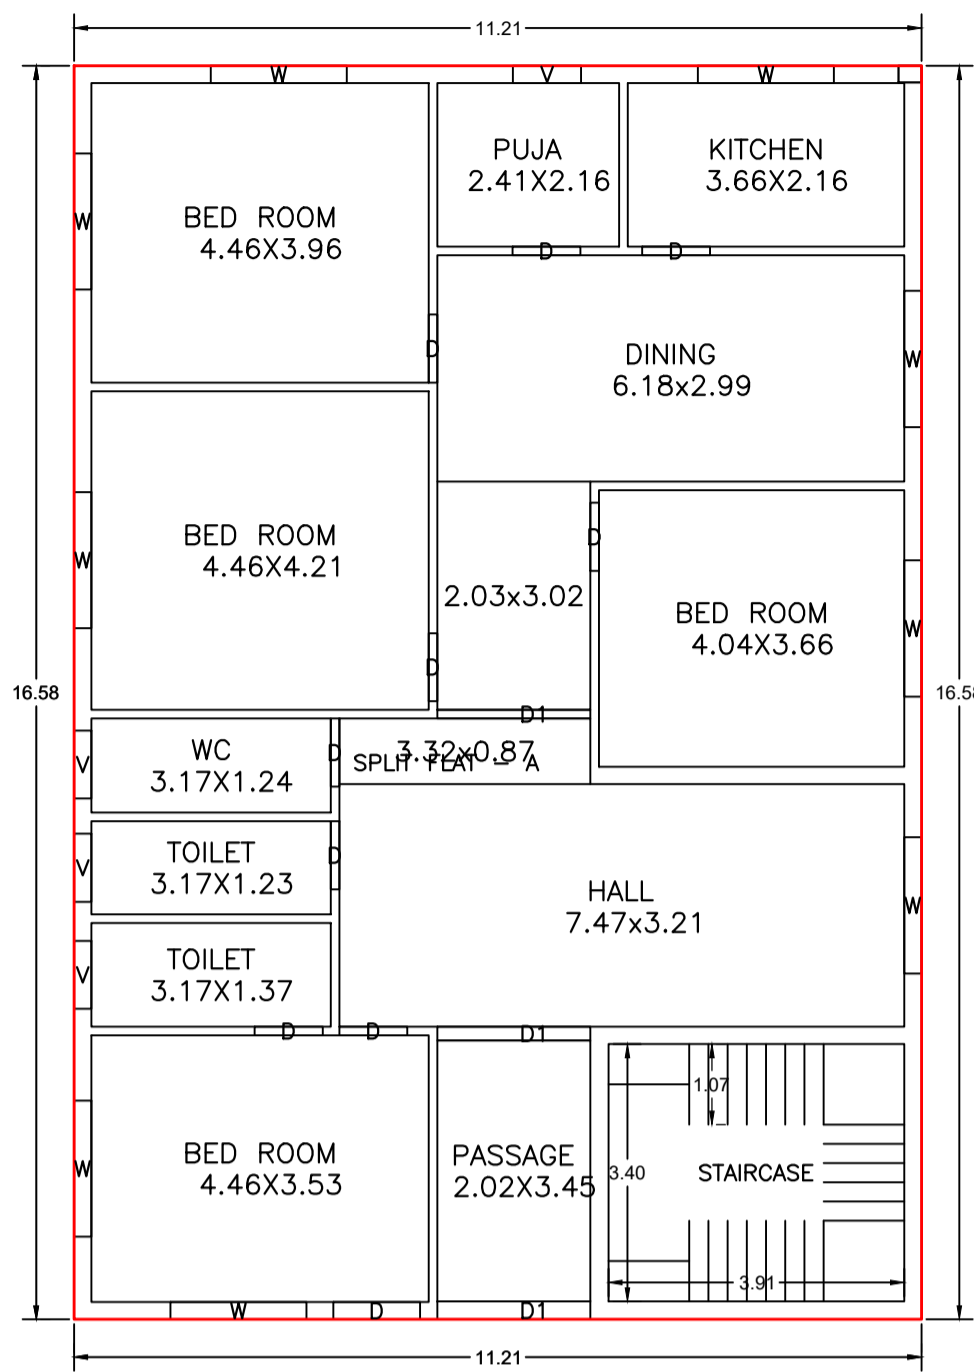 11.21
W
V
W
PUJA
2.41X2.16
KITCHEN
3.66X2.16
W
BED ROOM
4.46X3.96
D
D
D
DINING
6.18x2.99
W
W
BED ROOM
4.46X4.21
D
2.03x3.02
BED ROOM
4.04X3.66
W
D
16.58
16.58
D1
V
WC
3.17X1.24
D
3.32x0.87
SPLIT FLAT - A
V
TOILET
3.17X1.23
D
HALL
7.47x3.21
W
V
TOILET
3.17X1.37
D
D
D1
1.07
W
BED ROOM
4.46X3.53
PASSAGE
2.02X3.45
3.40
STAIRCASE
3.91
W
D
D1
11.21